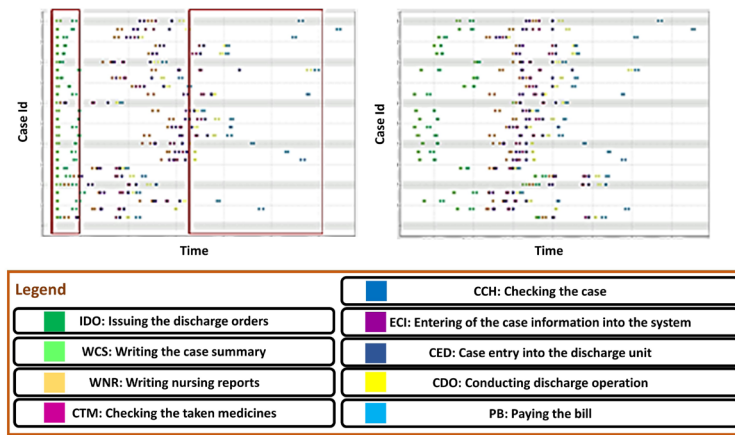 Case Id
Time
Case Id
Time
Legend
IDO: Issuing the discharge orders
WCS: Writing the case summary
WNR: Writing nursing reports
CTM: Checking the taken medicines
CCH: Checking the case
ECI: Entering of the case information into the system
CED: Case entry into the discharge unit
CDO: Conducting discharge operation
PB: Paying the bill